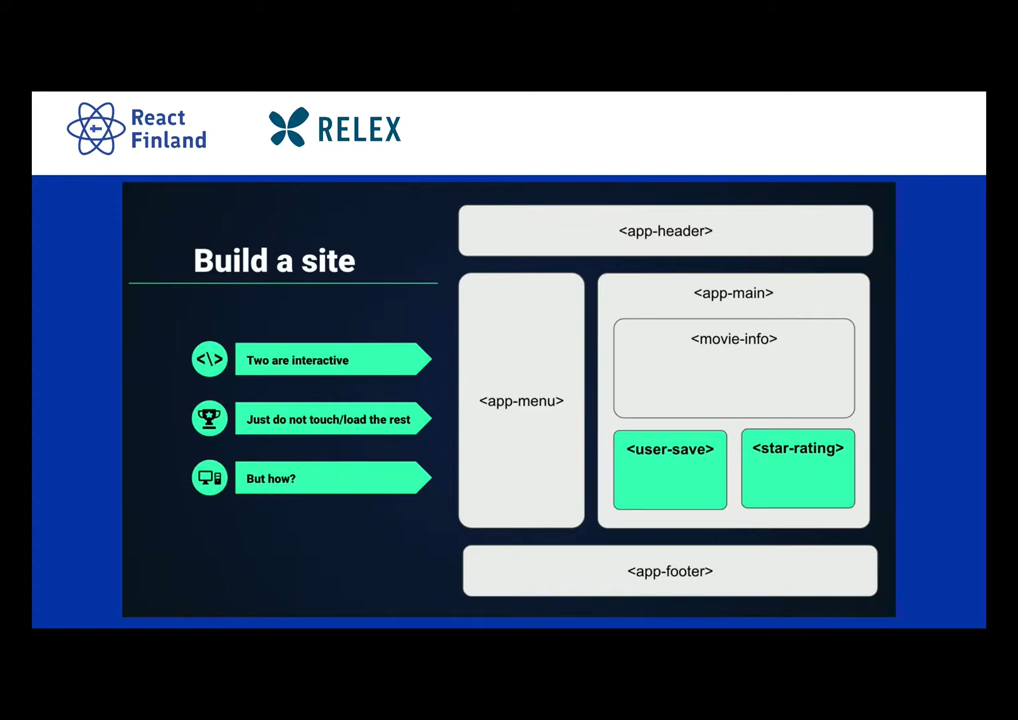 React
Finland
RELEX
Build a site
<\>
Two are interactive
Just do not touch/load the rest
But how?
<app-header>
<app-menu>
<app-main>
<movie-info>
<user-save>
<star-rating>
<app-footer>